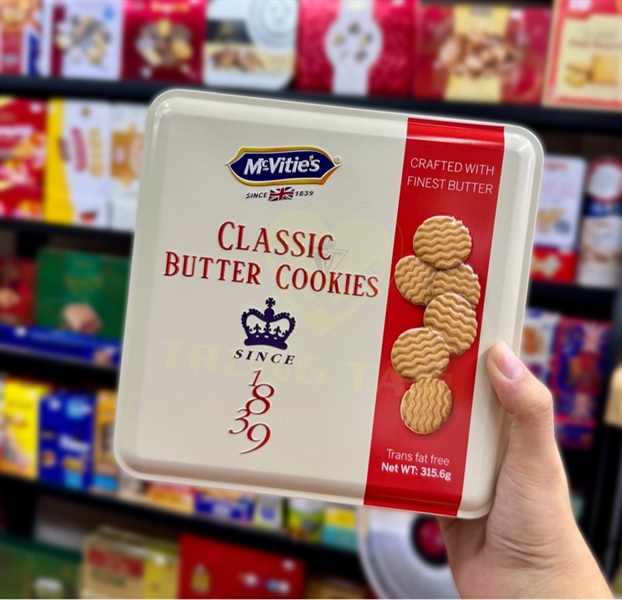 McVitie's
SINCE 1839
CRAFTED WITH
FINEST BUTTER
CLASSIC
BUTTER COOKIES
SINCE
1839
Trans fat free
Net WT: 315.6g